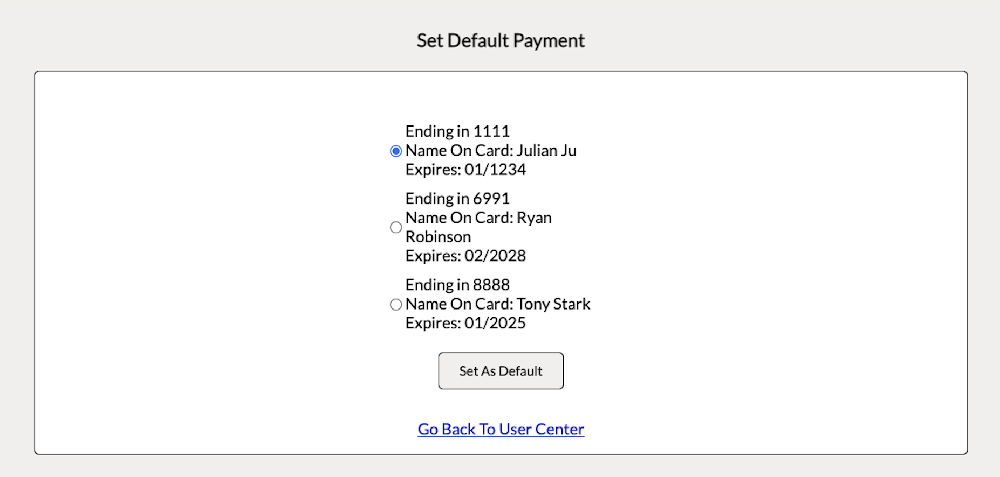 Set Default Payment
Ending in 1111
Name On Card: Julian Ju
Expires: 01/1234
Ending in 6991
Name On Card: Ryan
Robinson
Expires: 02/2028
Ending in 8888
Name On Card: Tony Stark
Expires: 01/2025
Set As Default
Go Back To User Center